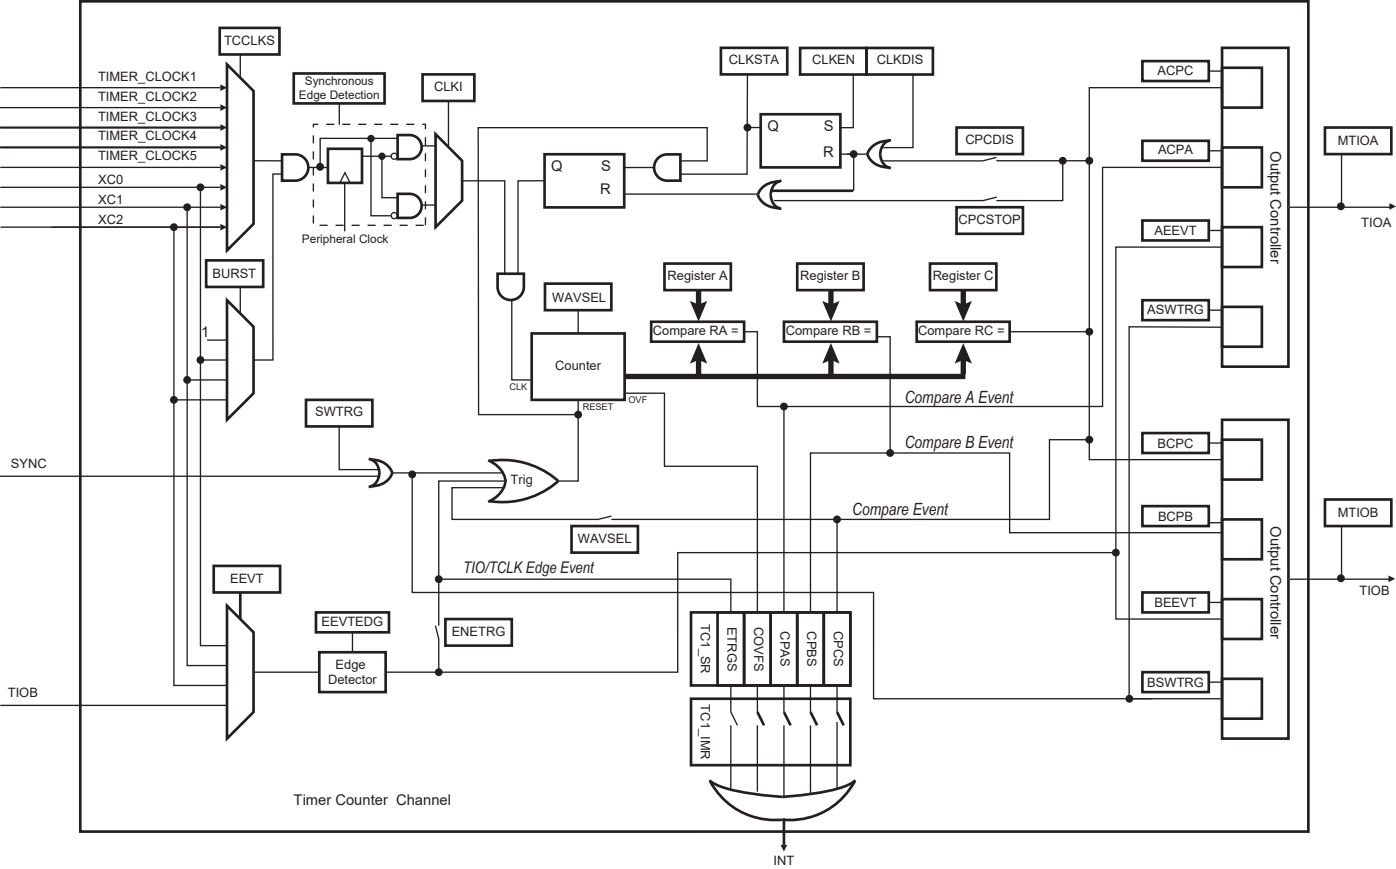 TCCLKS
TIMER_CLOCK1
TIMER_CLOCK2
TIMER_CLOCK3
TIMER_CLOCK4
TIMER_CLOCK5
XC0
XC1
XC2
Synchronous
Edge Detection
CLKI
Peripheral Clock
BURST
1
CLKSTA
CLKEN
CLKDIS
Q
S
R
Q
S
R
CPCDIS
CPCSTOP
ACPC
ACPA
AEEVT
ASWTRG
Output Controller
MTIOA
TIOA
Register A
Register B
Register C
Compare RA =
Compare RB =
Compare RC =
WAVSEL
Counter
CLK
RESET
OVF
SWTRG
SYNC
Trig
WAVSEL
Compare A Event
Compare B Event
Compare Event
TIO/TCLK Edge Event
BCPC
BCPB
BEEVT
BSWTRG
Output Controller
MTIOB
TIOB
EEVT
EEVTEDG
Edge
Detector
ENETRG
TIOB
TC1_SR
ETRGS
COVFS
CPAS
CPBS
CPCS
TC1_IMR
Timer Counter Channel
INT